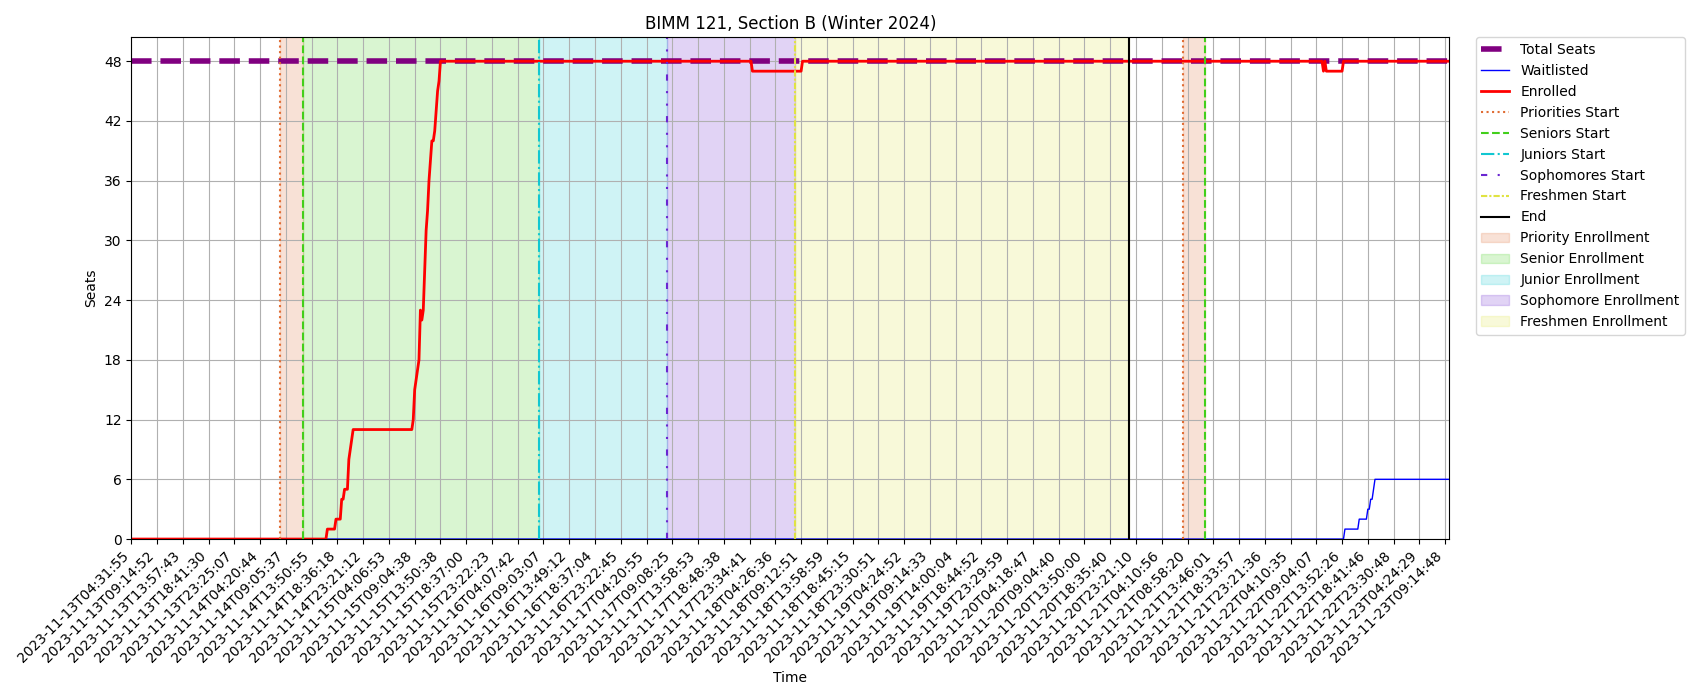 BIMM 121, Section B (Winter 2024)
Seats
48
42
36
30
24
18
12
6
0
2023-11-13T04:31:55
2023-11-13T09:14:52
2023-11-13T13:57:43
2023-11-13T18:41:30
2023-11-13T23:25:07
2023-11-14T04:20:44
2023-11-14T09:05:37
2023-11-14T13:50:55
2023-11-14T18:36:18
2023-11-14T23:21:12
2023-11-15T04:06:53
2023-11-15T09:04:38
2023-11-15T13:50:38
2023-11-15T18:37:00
2023-11-15T23:22:23
2023-11-16T04:07:42
2023-11-16T09:03:07
2023-11-16T13:49:12
2023-11-16T18:37:04
2023-11-16T23:22:45
2023-11-17T04:20:55
2023-11-17T09:08:25
2023-11-17T13:58:53
2023-11-17T18:48:38
2023-11-17T23:34:41
2023-11-18T04:26:36
2023-11-18T09:12:51
2023-11-18T13:58:59
2023-11-18T18:45:15
2023-11-18T23:30:51
2023-11-19T04:24:52
2023-11-19T09:14:33
2023-11-19T14:00:04
2023-11-19T18:44:52
2023-11-19T23:29:59
2023-11-20T04:18:47
2023-11-20T09:04:40
2023-11-20T13:50:00
2023-11-20T18:35:40
2023-11-20T23:21:10
2023-11-21T04:10:56
2023-11-21T08:58:20
2023-11-21T13:46:01
2023-11-21T18:33:57
2023-11-21T23:21:36
2023-11-22T04:10:35
2023-11-22T09:04:07
2023-11-22T13:52:26
2023-11-22T18:41:46
2023-11-22T23:30:48
2023-11-23T04:24:29
2023-11-23T09:14:48
Time
Total Seats
Waitlisted
Enrolled
Priorities Start
Seniors Start
Juniors Start
Sophomores Start
Freshmen Start
End
Priority Enrollment
Senior Enrollment
Junior Enrollment
Sophomore Enrollment
Freshmen Enrollment